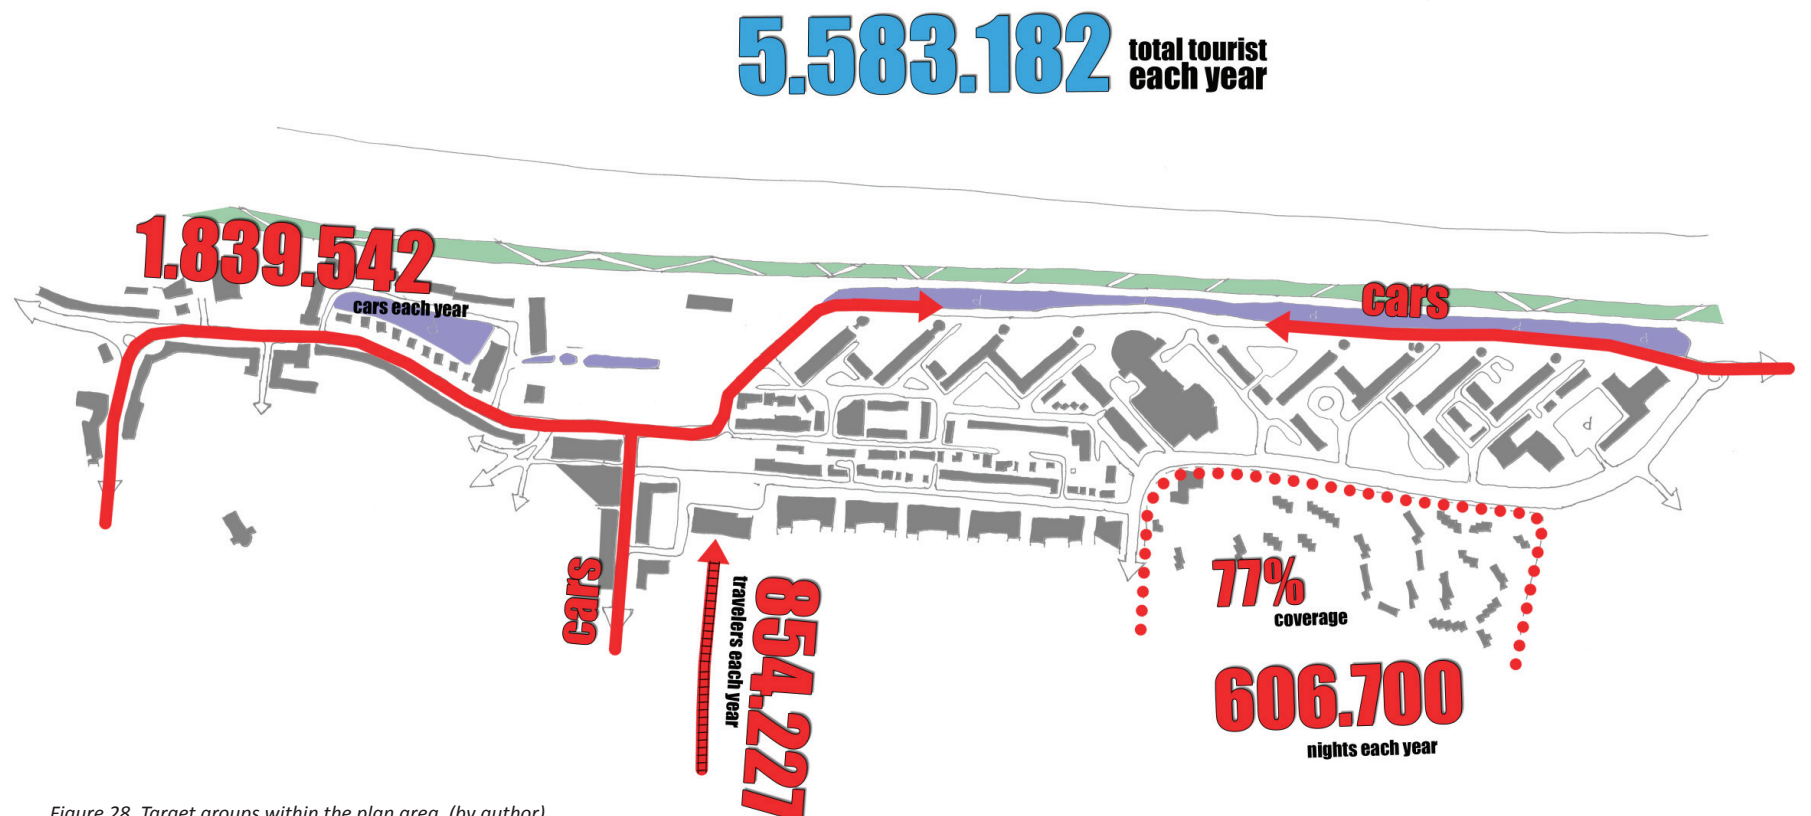 5.583.182
total tourist
each year
1.839.542
cars each year
cars
cars
854.227
travelers each year
77%
coverage
606.700
nights each year
Figure 28. Target groups within the plan area. (by author)